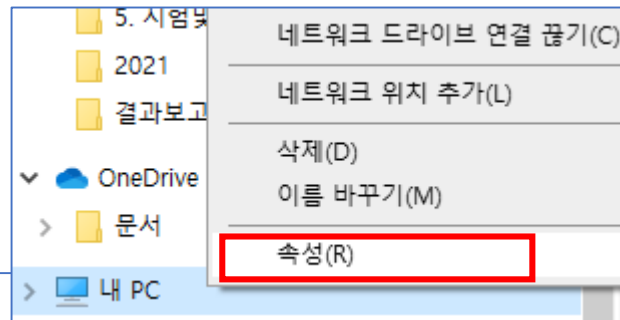 5. 시험및
2021
결과보고
OneDrive
문서
내 PC
네트워크 드라이브 연결 끊기(C)
네트워크 위치 추가(L)
삭제(D)
이름 바꾸기(M)
속성(R)